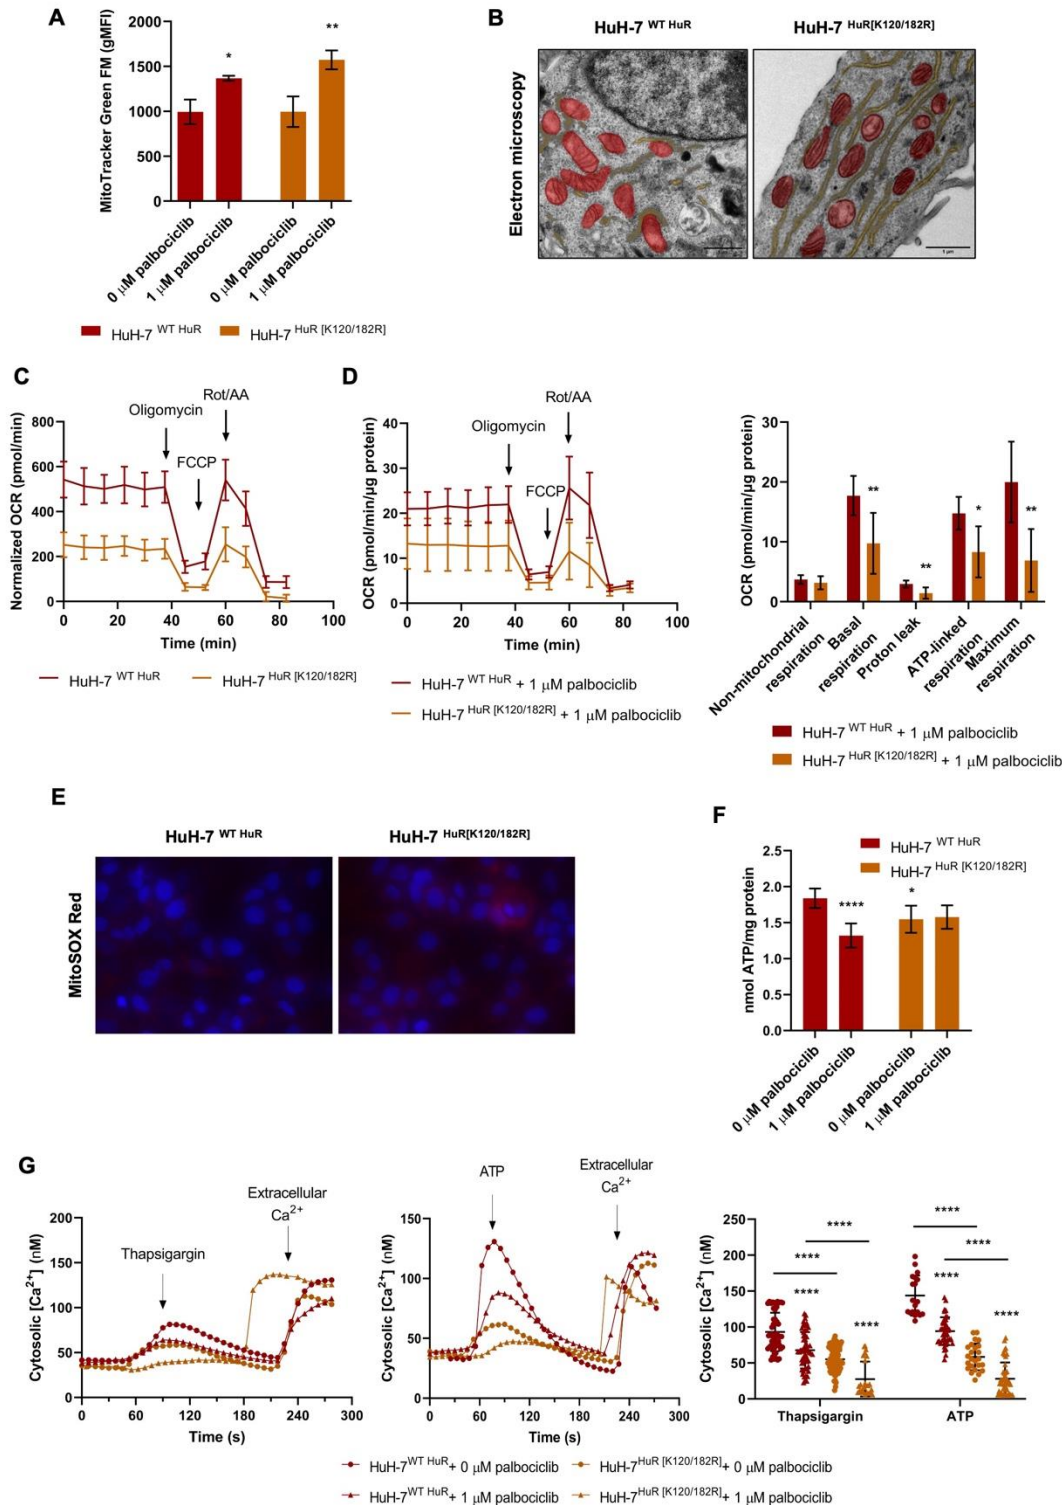 A
MitoTracker Green FM (gMFI)
2000
1500
1000
500
0
*
**
0 μM palbociclib
1 μM palbociclib
0 μM palbociclib
1 μM palbociclib
HuH-7 WT HuR
HuH-7 HuR [K120/182R]
B
HuH-7 WT HuR
HuH-7 HuR[K120/182R]
Electron microscopy
1 μm
C
Normalized OCR (pmol/min)
800
600
400
200
0
Oligomycin
FCCP
Rot/AA
0 20 40 60 80 100
Time (min)
HuH-7 WT HuR
HuH-7 HuR [K120/182R]
D
OCR (pmol/min/μg protein)
40
30
20
10
0
Oligomycin
FCCP
Rot/AA
0 20 40 60 80 100
Time (min)
HuH-7 WT HuR + 1 μM palbociclib
HuH-7 HuR [K120/182R] + 1 μM palbociclib
OCR (pmol/min/μg protein)
30
20
10
0
**
**
*
**
Non-mitochondrial respiration
Basal respiration
Proton leak
ATP-linked respiration
Maximum respiration
HuH-7 WT HuR + 1 μM palbociclib
HuH-7 HuR [K120/182R] + 1 μM palbociclib
E
HuH-7 WT HuR
HuH-7 HuR[K120/182R]
MitoSOX Red
F
HuH-7 WT HuR
HuH-7 HuR [K120/182R]
nmol ATP/mg protein
2.5
2.0
1.5
1.0
0.5
0.0
****
*
0 μM palbociclib
1 μM palbociclib
0 μM palbociclib
1 μM palbociclib
G
Cytosolic [Ca2+] (nM)
200
150
100
50
0
Thapsigargin
Extracellular
Ca2+
0 60 120 180 240 300
Time (s)
Cytosolic [Ca2+] (nM)
150
100
50
0
ATP
Extracellular
Ca2+
0 60 120 180 240 300
Time (s)
Cytosolic [Ca2+] (nM)
250
200
150
100
50
0
****
****
****
****
****
****
****
****
Thapsigargin
ATP
HuH-7WT HuR+ 0 μM palbociclib
HuH-7HuR [K120/182R]+ 0 μM palbociclib
HuH-7WT HuR+ 1 μM palbociclib
HuH-7HuR [K120/182R]+ 1 μM palbociclib